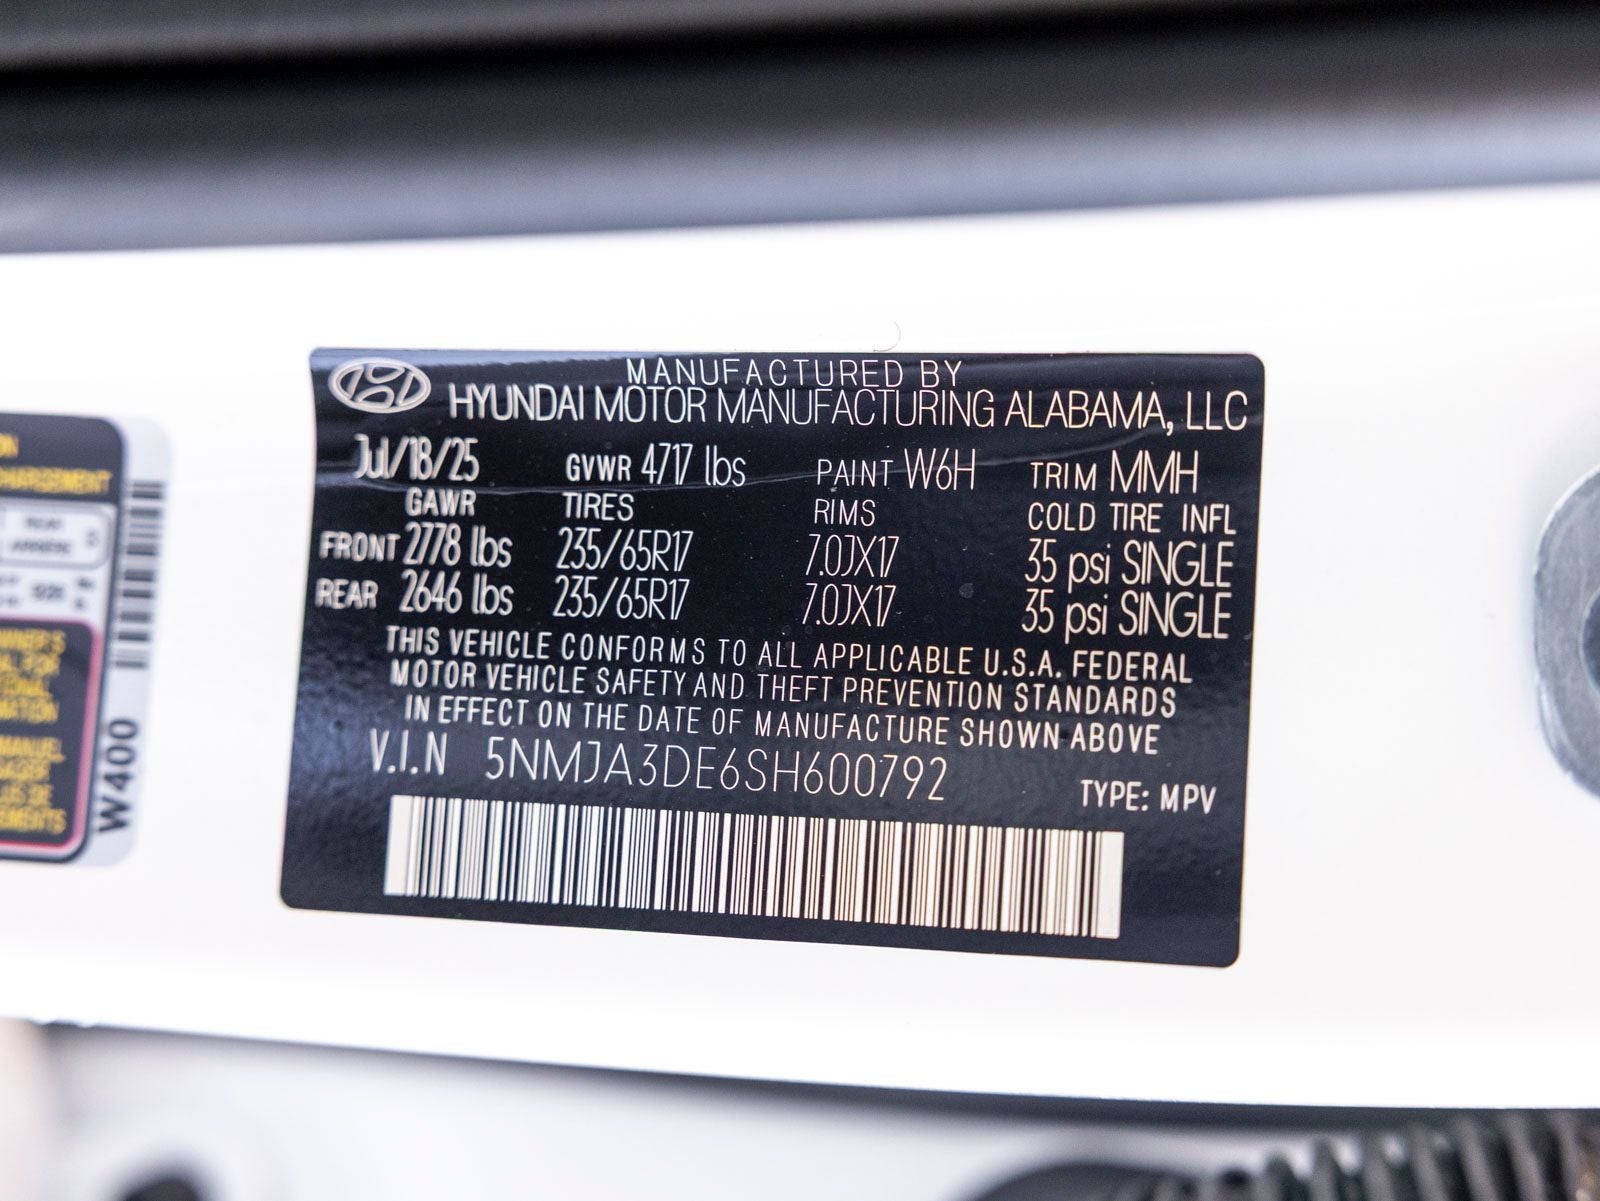 MANUFACTURED BY
HYUNDAI MOTOR MANUFACTURING ALABAMA, LLC
Jul/18/25 GVWR 4717 lbs PAINT W6H TRIM MMH
GAWR TIRES RIMS COLD TIRE INFL
FRONT 2778 lbs 235/65R17 7.0JX17 35 psi SINGLE
REAR 2646 lbs 235/65R17 7.0JX17 35 psi SINGLE
THIS VEHICLE CONFORMS TO ALL APPLICABLE U.S.A. FEDERAL
MOTOR VEHICLE SAFETY AND THEFT PREVENTION STANDARDS
IN EFFECT ON THE DATE OF MANUFACTURE SHOWN ABOVE
V.I.N 5NMJA3DE6SH600792
TYPE: MPV
W400